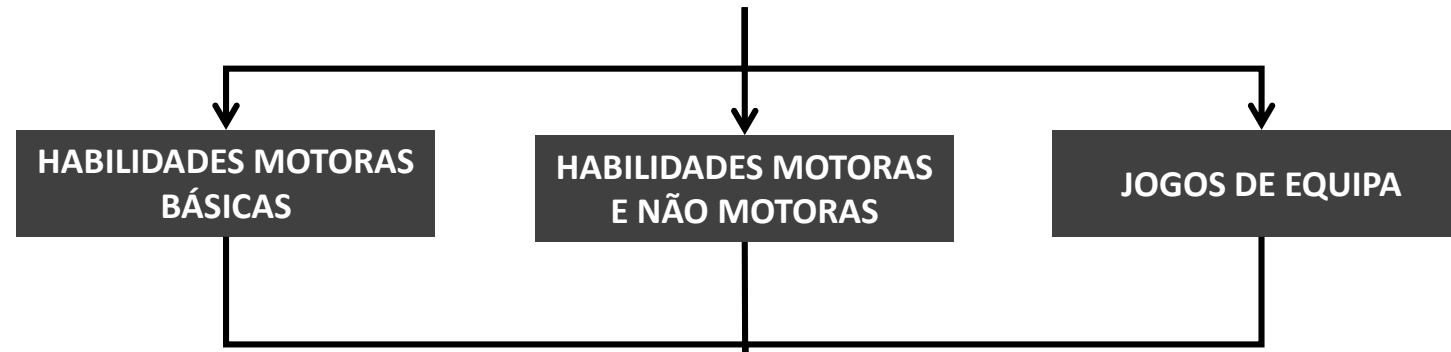 HABILIDADES MOTORAS
BÁSICAS
HABILIDADES MOTORAS
E NÃO MOTORAS
JOGOS DE EQUIPA